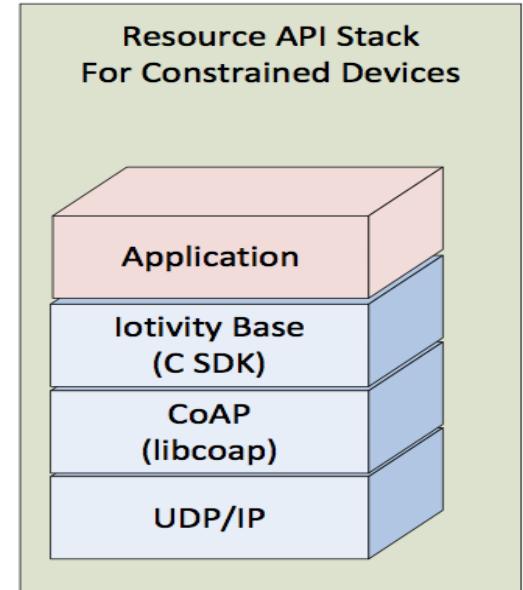 Resource API Stack
For Constrained Devices
Application
Iotivity Base
(C SDK)
CoAP
(libcoap)
UDP/IP